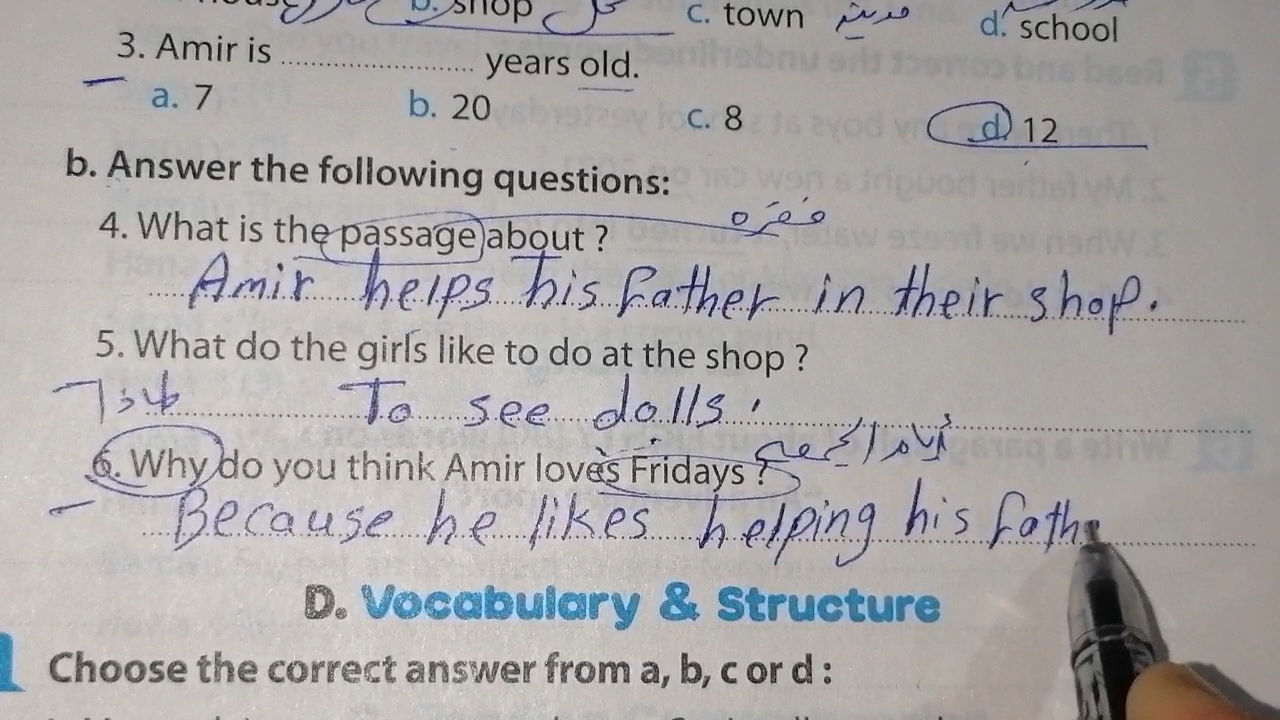 b. shop c. town مدينة d. school
3. Amir is ........................ years old.
a. 7 b. 20 c. 8 d. 12
b. Answer the following questions:
فقره
4. What is the passage about ?
Amir helps his father in their shop.
5. What do the girls like to do at the shop ?
To see dolls.
أيام الجمعة
6. Why do you think Amir loves Fridays ?
Because he likes helping his fath
D. Vocabulary & Structure
Choose the correct answer from a, b, c or d :